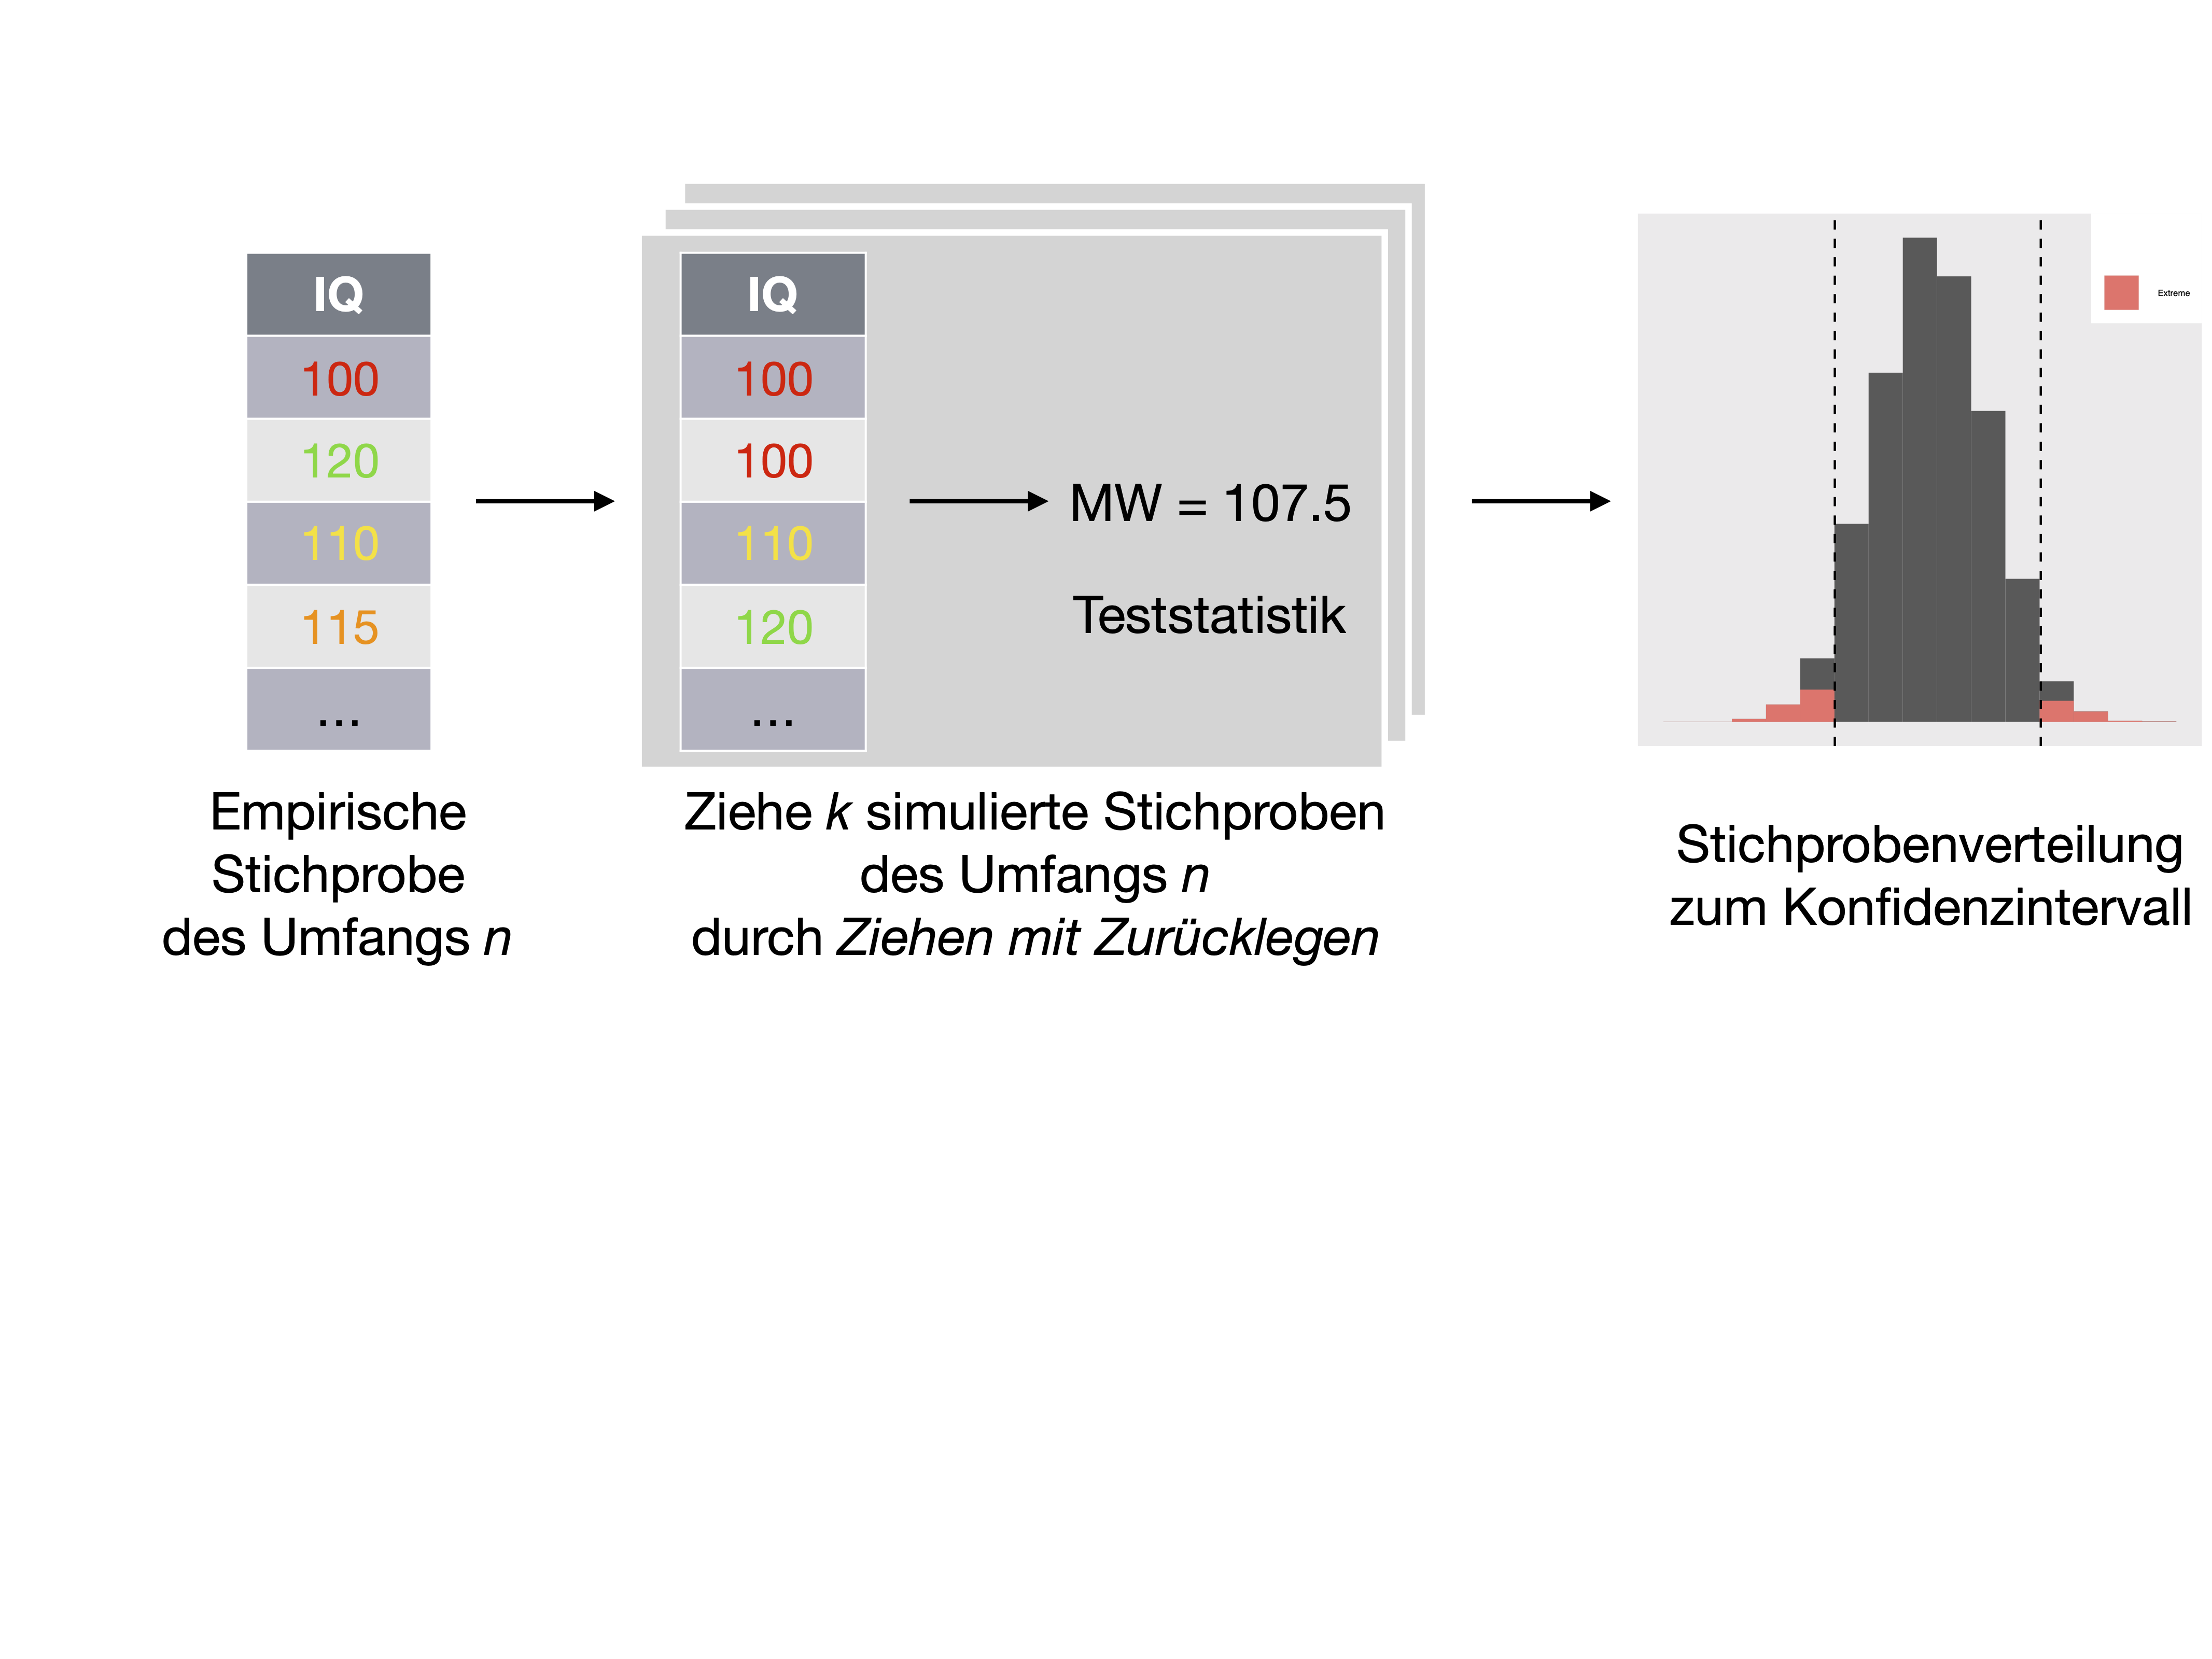 IQ
100
120
110
115
...
Empirische
Stichprobe
des Umfangs n
IQ
100
100
110
120
...
MW = 107.5
Teststatistik
Ziehe k simulierte Stichproben
des Umfangs n
durch Ziehen mit Zurücklegen
Extreme
Stichprobenverteilung
zum Konfidenzintervall